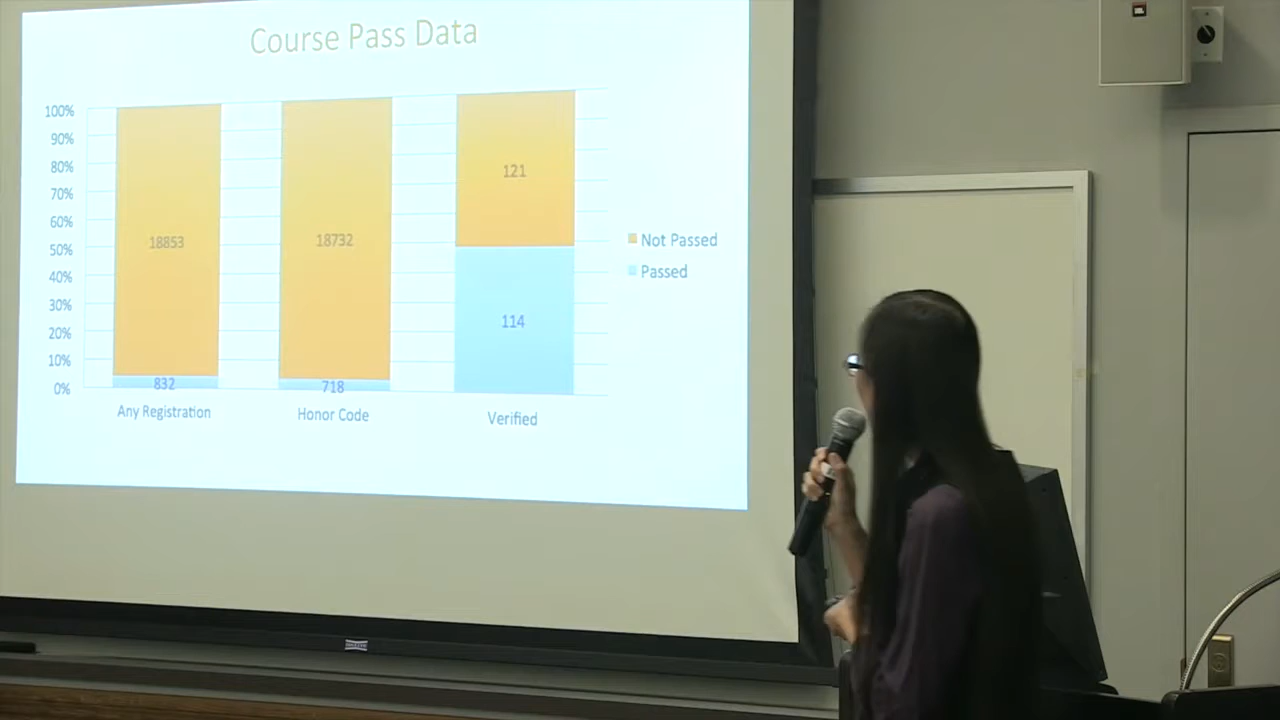 Course Pass Data
100%
90%
80%
70%
60%
50%
40%
30%
20%
10%
0%
18853
832
18732
718
121
114
Any Registration
Honor Code
Verified
Not Passed
Passed